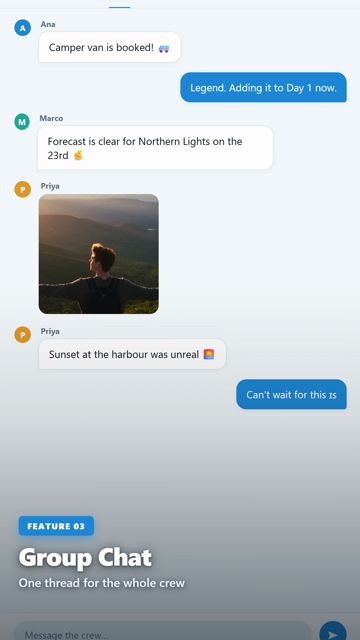 A
Ana
Camper van is booked! 🚐
Legend. Adding it to Day 1 now.
M
Marco
Forecast is clear for Northern Lights on the
23rd 🤞
P
Priya
P
Priya
Sunset at the harbour was unreal 🌅
Can't wait for this
FEATURE 03
Group Chat
One thread for the whole crew
Message the crew...